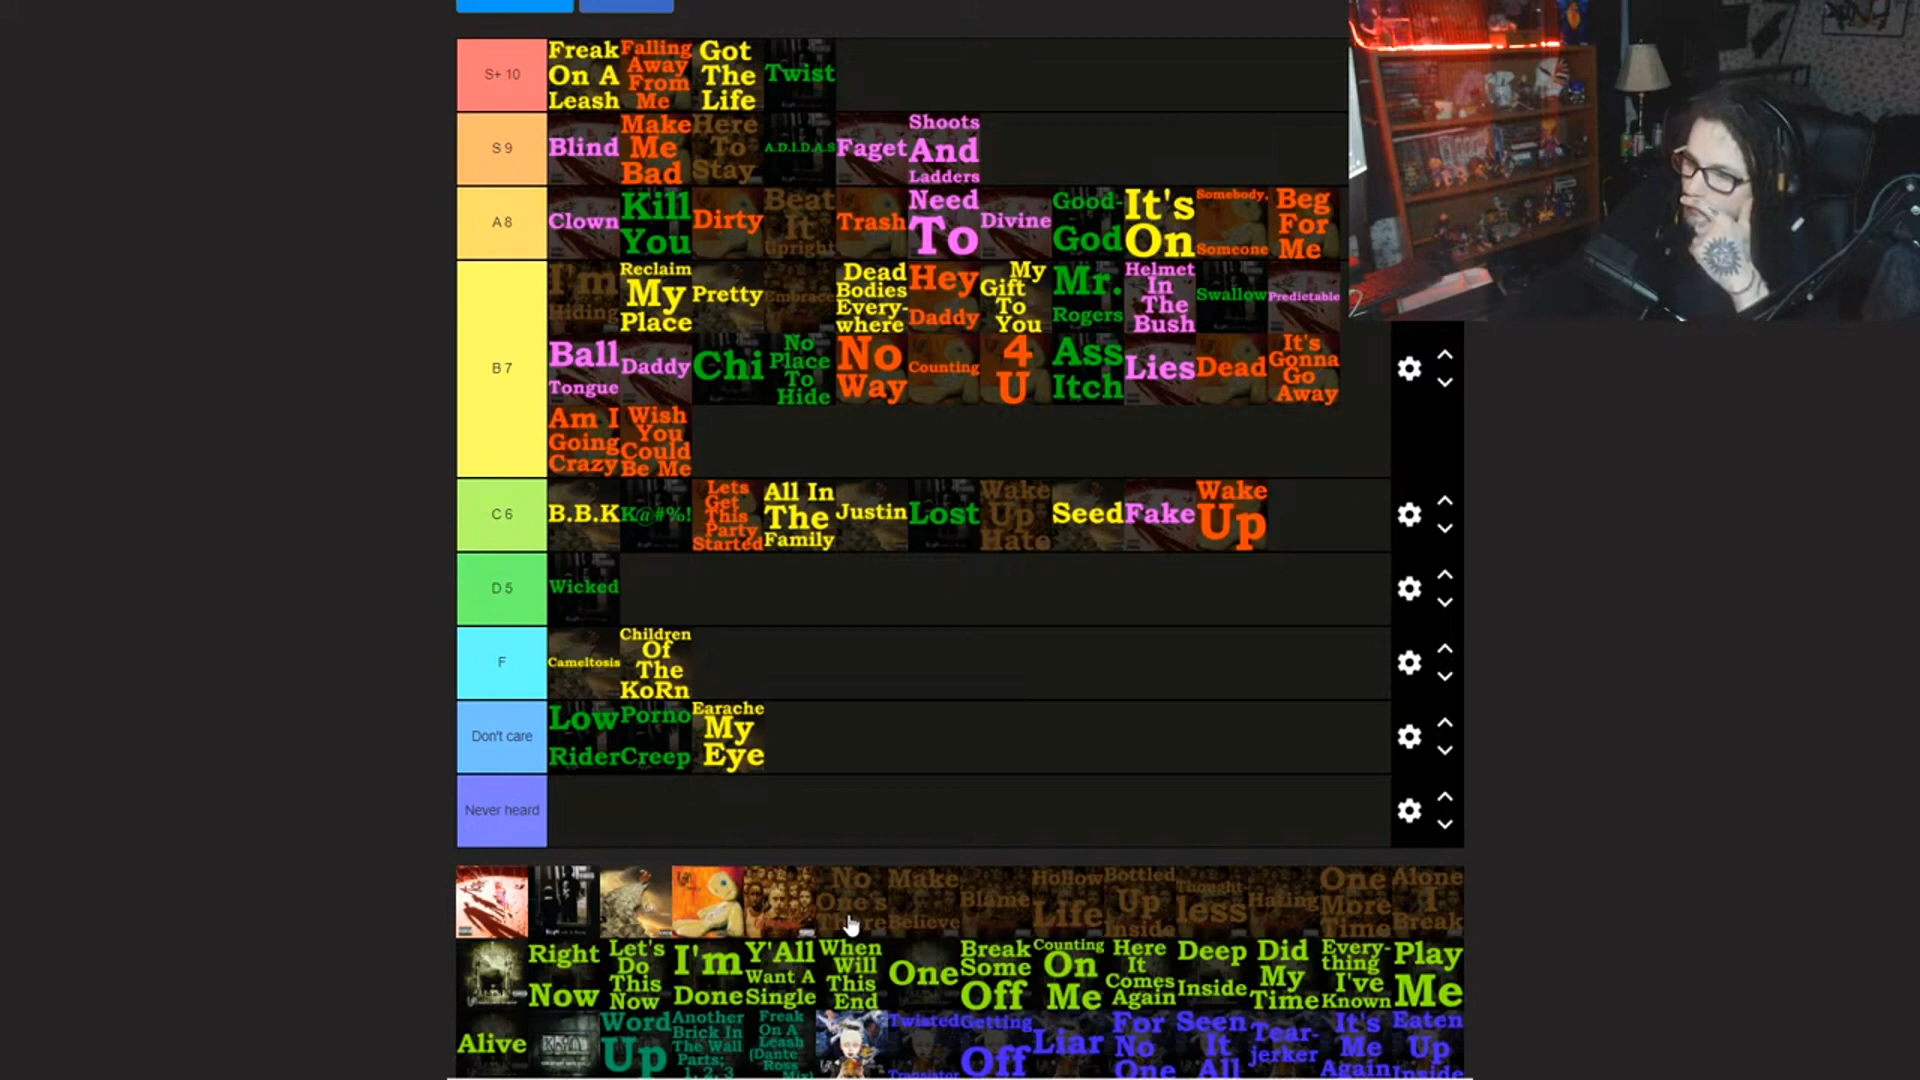 S+ 10
Freak On A Leash
Falling Away From Me
Got The Life
Twist
S 9
Blind
Make Me Bad
Here To Stay
A.D.I.D.A.S
Faget
Shoots And Ladders
A 8
Clown
Kill You
Dirty
Beat It Upright
Trash
Need To
Divine
Good-God
It's On
Somebody, Someone
Beg For Me
B 7
I'm Hiding
Reclaim My Place
Pretty
Embrace
Dead Bodies Every-where
Hey Daddy
My Gift To You
Mr. Rogers
Helmet In The Bush
Swallow
Predictable
Ball Tongue
Daddy
Chi
No Place To Hide
No Way
Counting
4 U
Ass Itch
Lies
Dead
It's Gonna Go Away
Am I Going Crazy
Wish You Could Be Me
C 6
B.B.K
K@#%!
Lets Get This Party Started
All In The Family
Justin
Lost
Wake Up Hate
Seed
Fake
Wake Up
D 5
Wicked
F
Cameltosis
Children Of The KoRn
Don't care
Low Rider
Porno Creep
Earache My Eye
Never heard
No One's There
Make Believe
Blame
Hollow Life
Bottled Up Inside
Thought-less
Hating
One More Time
Alone I Break
Right Now
Let's Do This Now
I'm Done
Y'All Want A Single
When Will This End
One
Break Some Off
Counting On Me
Here It Comes Again
Deep Inside
Did My Time
Every-thing I've Known
Play Me
Alive
Word Up
Another Brick In The Wall Parts; 1, 2, 3
Freak On A Leash (Dante Ross Mix)
Twisted Transistor
Getting Off
Liar
For No One
Seen It All
Tear-jerker
It's Me Again
Eaten Up Inside